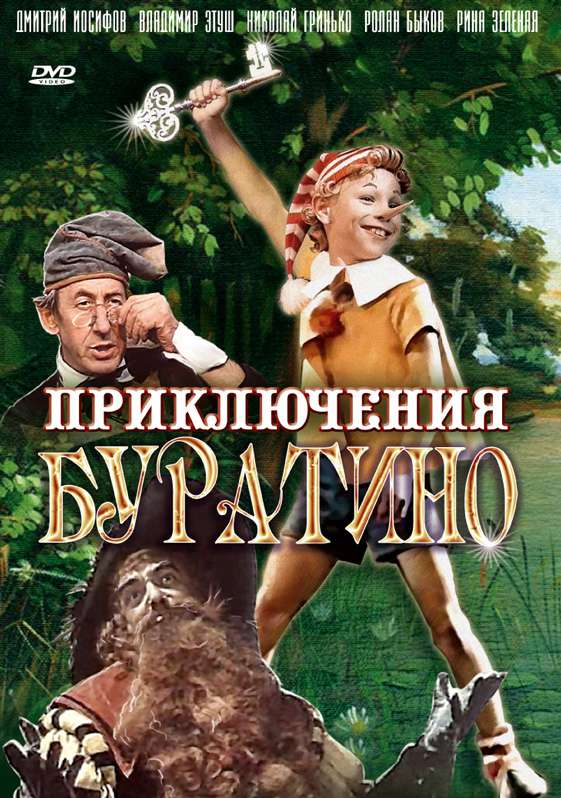 ДМИТРИЙ ИОСИФОВ ВЛАДИМИР ЭТУШ НИКОЛАЙ ГРИНЬКО РОЛАН БЫКОВ РИНА ЗЕЛЕНАЯ
DVD
VIDEO
ПРИКЛЮЧЕНИЯ
БУРАТИНО